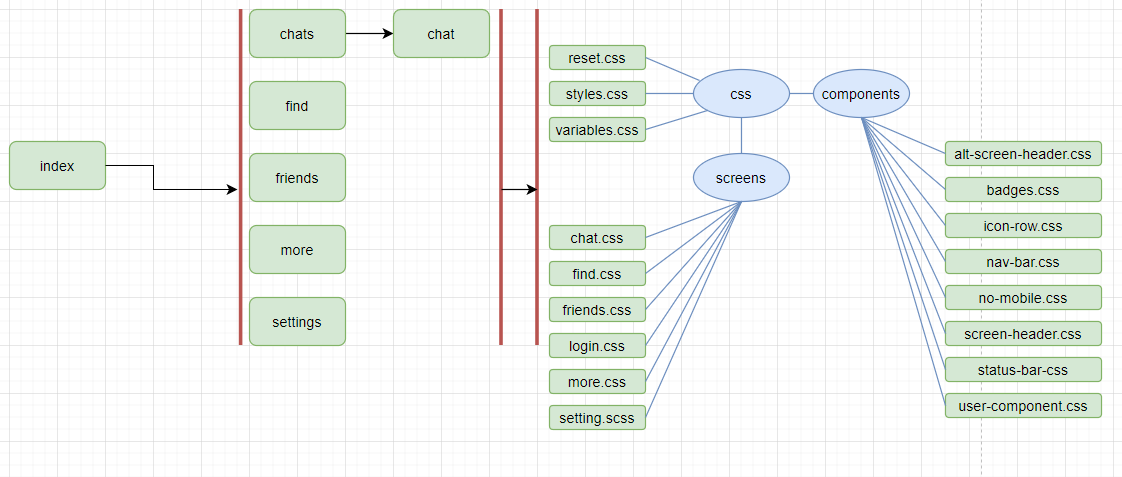 index
chats
chat
find
friends
more
settings
reset.css
styles.css
variables.css
css
components
screens
chat.css
find.css
friends.css
login.css
more.css
setting.scss
alt-screen-header.css
badges.css
icon-row.css
nav-bar.css
no-mobile.css
screen-header.css
status-bar-css
user-component.css